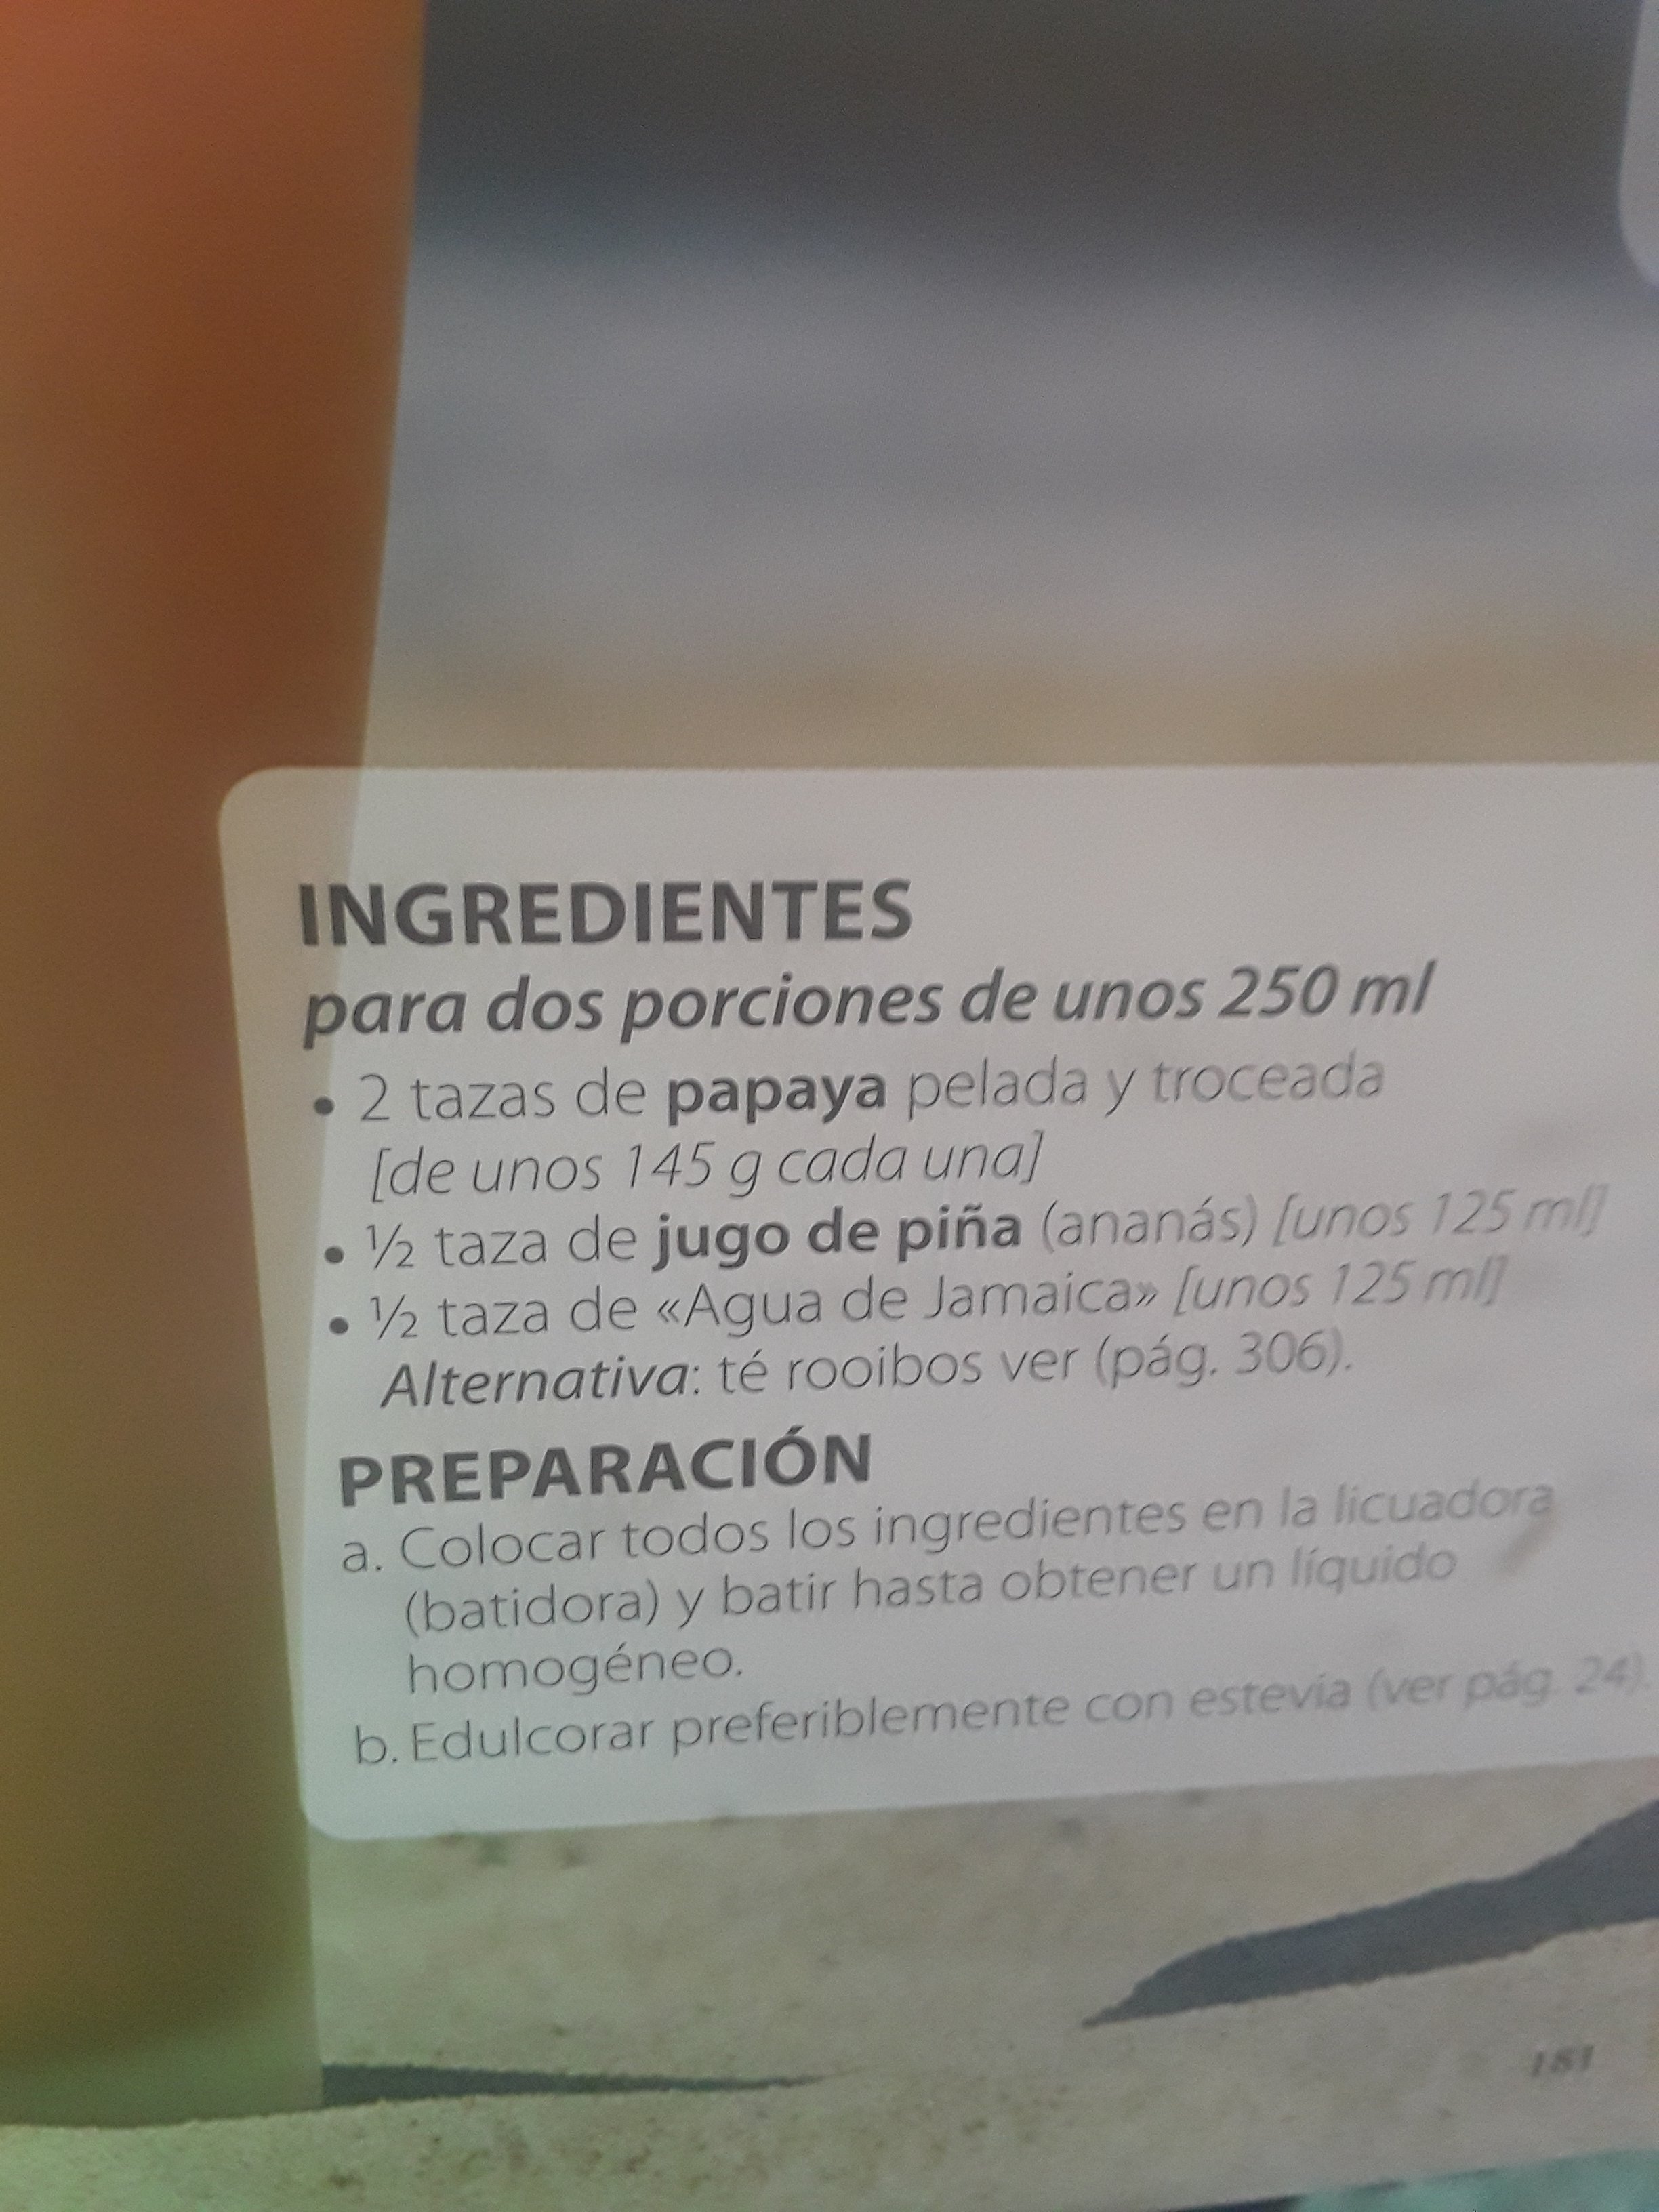 INGREDIENTES
para dos porciones de unos 250 ml
• 2 tazas de papaya pelada y troceada
[de unos 145 g cada una]
• ½ taza de jugo de piña (ananás) [unos 125 ml]
• ½ taza de «Agua de Jamaica» [unos 125 ml]
Alternativa: té rooibos ver (pág. 306).
PREPARACIÓN
a. Colocar todos los ingredientes en la licuadora
(batidora) y batir hasta obtener un líquido
homogéneo.
b. Edulcorar preferiblemente con estevia (ver pág. 24).
181